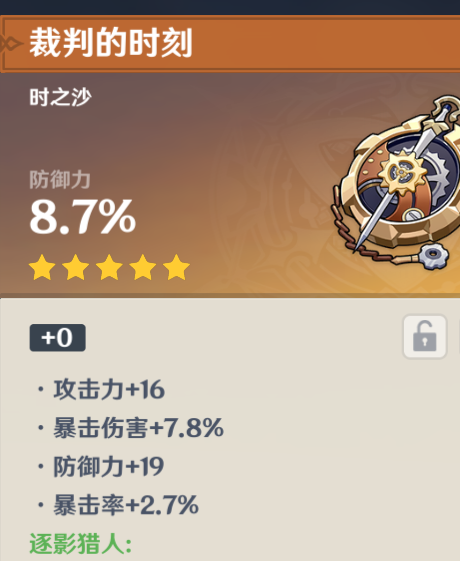 裁判的时刻
时之沙
防御力
8.7%
+0
·攻击力+16
·暴击伤害+7.8%
·防御力+19
·暴击率+2.7%
逐影猎人: